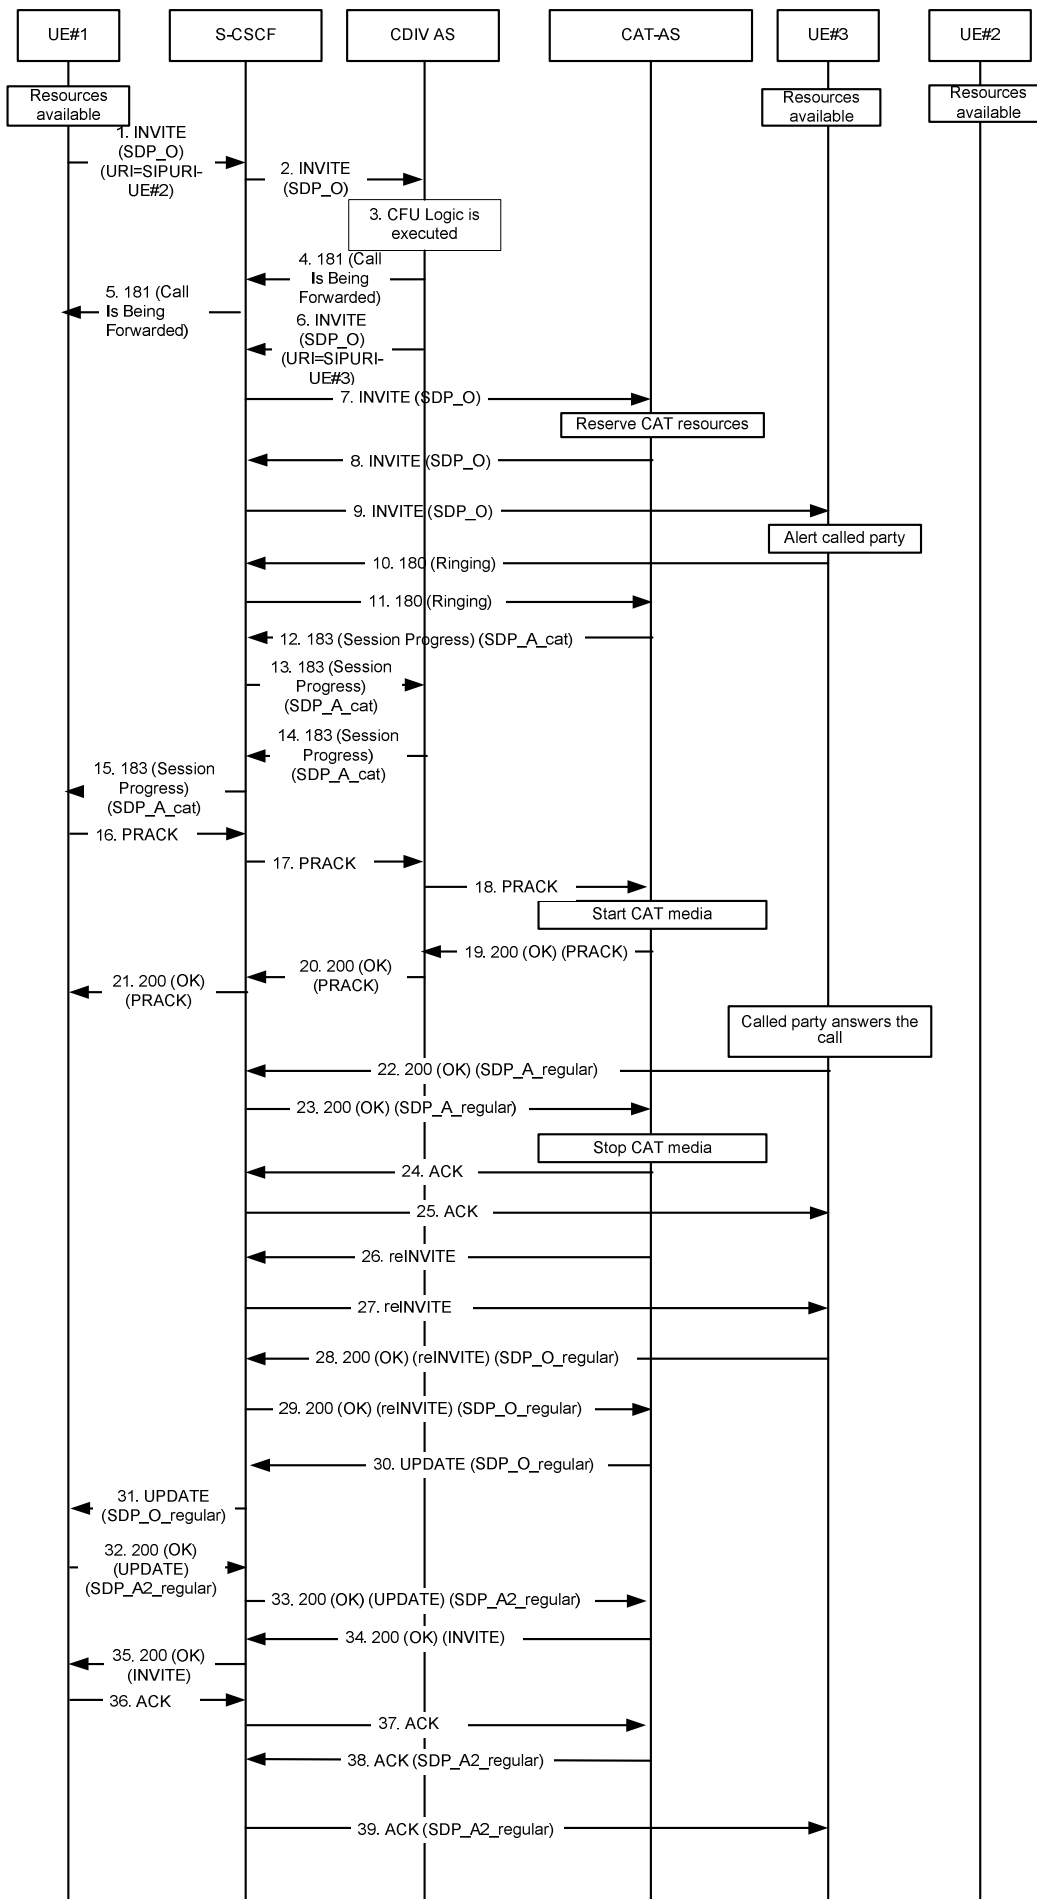 UE#1
S-CSCF
CDIV AS
CAT-AS
UE#3
UE#2
Resources
available
Resources
available
Resources
available
1. INVITE
(SDP_O)
(URI=SIPURI-
UE#2)
2. INVITE
(SDP_O)
3. CFU Logic is
executed
4. 181 (Call
Is Being
Forwarded)
5. 181 (Call
Is Being
Forwarded)
6. INVITE
(SDP_O)
(URI=SIPURI-
UE#3)
7. INVITE (SDP_O)
Reserve CAT resources
8. INVITE (SDP_O)
9. INVITE (SDP_O)
Alert called party
10. 180 (Ringing)
11. 180 (Ringing)
12. 183 (Session Progress) (SDP_A_cat)
13. 183 (Session
Progress)
(SDP_A_cat)
14. 183 (Session
Progress)
(SDP_A_cat)
15. 183 (Session
Progress)
(SDP_A_cat)
16. PRACK
17. PRACK
18. PRACK
Start CAT media
19. 200 (OK) (PRACK)
20. 200 (OK)
(PRACK)
21. 200 (OK)
(PRACK)
Called party answers the
call
22. 200 (OK) (SDP_A_regular)
23. 200 (OK) (SDP_A_regular)
Stop CAT media
24. ACK
25. ACK
26. reINVITE
27. reINVITE
28. 200 (OK) (reINVITE) (SDP_O_regular)
29. 200 (OK) (reINVITE) (SDP_O_regular)
30. UPDATE (SDP_O_regular)
31. UPDATE
(SDP_O_regular)
32. 200 (OK)
(UPDATE)
(SDP_A2_regular)
33. 200 (OK) (UPDATE) (SDP_A2_regular)
34. 200 (OK) (INVITE)
35. 200 (OK)
(INVITE)
36. ACK
37. ACK
38. ACK (SDP_A2_regular)
39. ACK (SDP_A2_regular)